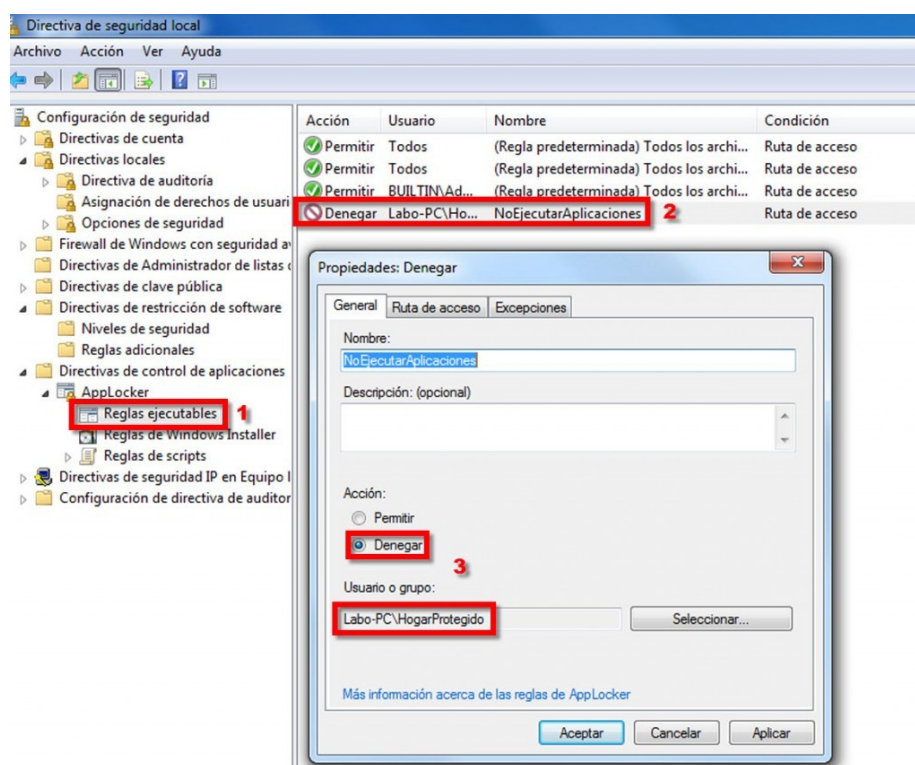 Directiva de seguridad local
Archivo Acción Ver Ayuda
Configuración de seguridad
Directivas de cuenta
Directivas locales
Directiva de auditoría
Asignación de derechos de usuari
Opciones de seguridad
Firewall de Windows con seguridad a
Directivas de Administrador de listas
Directivas de clave pública
Directivas de restricción de software
Niveles de seguridad
Reglas adicionales
Directivas de control de aplicaciones
AppLocker
Reglas ejecutables 1
Reglas de Windows Installer
Reglas de scripts
Directivas de seguridad IP en Equipo l
Configuración de directiva de auditor
Acción Usuario Nombre Condición
Permitir Todos (Regla predeterminada) Todos los archi... Ruta de acceso
Permitir Todos (Regla predeterminada) Todos los archi... Ruta de acceso
Permitir BUILTIN\Ad... (Regla predeterminada) Todos los archi... Ruta de acceso
Denegar Labo-PC\Ho... NoEjecutarAplicaciones 2 Ruta de acceso
Propiedades: Denegar
General Ruta de acceso Excepciones
Nombre:
NoEjecutarAplicaciones
Descripción: (opcional)
Acción:
Permitir
Denegar
3
Usuario o grupo:
Labo-PC\HogarProtegido Seleccionar...
Más información acerca de las reglas de AppLocker
Aceptar Cancelar Aplicar